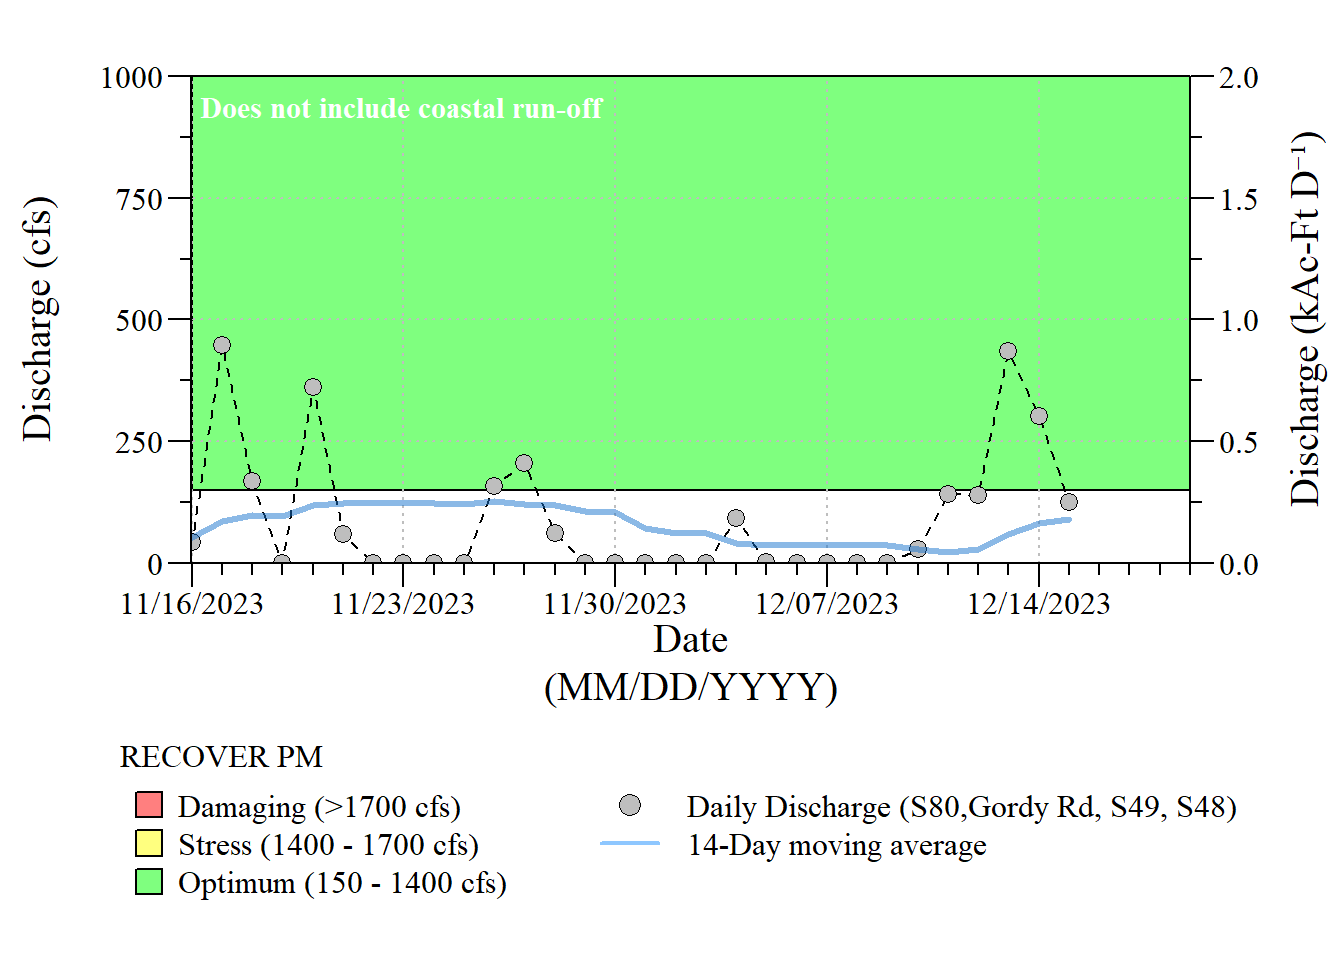 Does not include coastal run-off
1000
750
500
250
0
Discharge (cfs)
2.0
1.5
1.0
0.5
0.0
Discharge (kAc-Ft D⁻¹)
11/16/2023 11/23/2023 11/30/2023 12/07/2023 12/14/2023
Date
(MM/DD/YYYY)
RECOVER PM
Damaging (>1700 cfs)
Stress (1400 - 1700 cfs)
Optimum (150 - 1400 cfs)
Daily Discharge (S80,Gordy Rd, S49, S48)
14-Day moving average